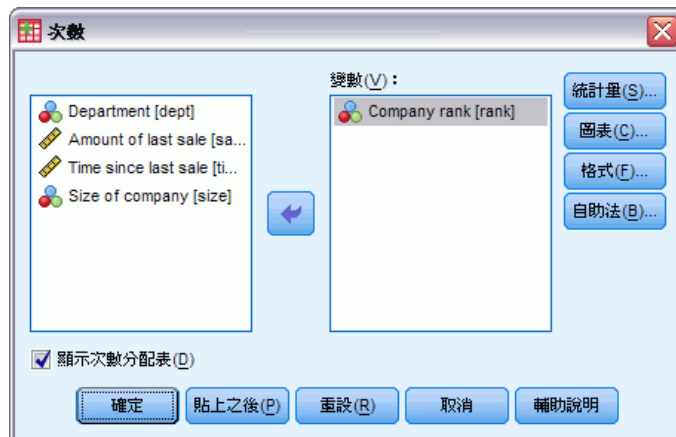 次數
變數(V)：
Department [dept]
Amount of last sale [sa...
Time since last sale [ti...
Size of company [size]
Company rank [rank]
統計量(S)...
圖表(C)...
格式(F)...
自助法(B)...
顯示次數分配表(D)
確定
貼上之後(P)
重設(R)
取消
輔助說明